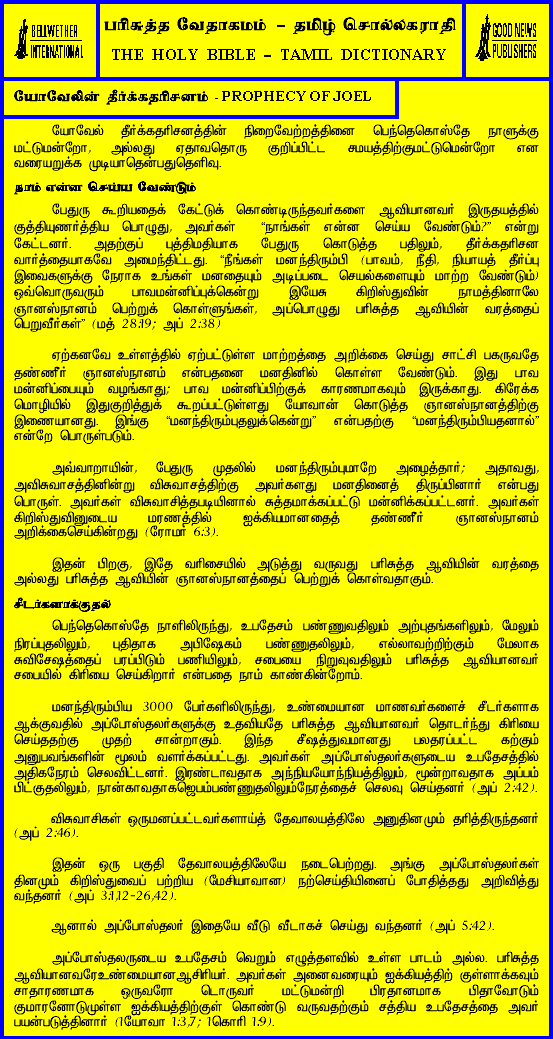 BELLWETHER
INTERNATIONAL
பரிசுத்த வேதாகமம் - தமிழ் சொல்லகராதி
THE HOLY BIBLE - TAMIL DICTIONARY
GOOD NEWS
PUBLISHERS
யோவேலின் தீர்க்கதரிசனம் - PROPHECY OF JOEL
யோவேல் தீர்க்கதரிசனத்தின் நிறைவேற்றத்தினை பெந்தெகொஸ்தே நாளுக்கு
மட்டுமன்றோ, அல்லது ஏதாவதொரு குறிப்பிட்ட சமயத்திற்குமட்டுமென்றோ என
வரையறுக்க முடியாதென்பதுதெளிவு.
நாம் என்ன செய்ய வேண்டும்
பேதுரு கூறியதைக் கேட்டுக் கொண்டிருந்தவர்களை ஆவியானவர் இருதயத்தில்
குத்தியுணர்த்திய பொழுது, அவர்கள் “நாங்கள் என்ன செய்ய வேண்டும்?” என்று
கேட்டனர். அதற்குப் புத்திமதியாக பேதுரு கொடுத்த பதிலும், தீர்க்கதரிசன
வார்த்தையாகவே அமைந்திட்டது. “நீங்கள் மனந்திரும்பி (பாவம், நீதி, நியாயத் தீர்ப்பு
இவைகளுக்கு நேராக உங்கள் மனதையும் அடிப்படை செயல்களையும் மாற்ற வேண்டும்)
ஒவ்வொருவரும் பாவமன்னிப்புக்கென்று இயேசு கிறிஸ்துவின் நாமத்தினாலே
ஞானஸ்நானம் பெற்றுக் கொள்ளுங்கள், அப்பொழுது பரிசுத்த ஆவியின் வரத்தைப்
பெறுவீர்கள்” (மத் 28:19; அப் 2:38)
ஏற்கனவே உள்ளத்தில் ஏற்பட்டுள்ள மாற்றத்தை அறிக்கை செய்து சாட்சி பகருவதே
தண்ணீர் ஞானஸ்நானம் என்பதனை மனதினில் கொள்ள வேண்டும். இது பாவ
மன்னிப்பையும் வழங்காது; பாவ மன்னிப்பிற்குக் காரணமாகவும் இருக்காது. கிரேக்க
மொழியில் இதுகுறித்துக் கூறப்பட்டுள்ளது யோவான் கொடுத்த ஞானஸ்நானத்திற்கு
இணையானது. இங்கு “மனந்திரும்புதலுக்கென்று” என்பதற்கு “மனந்திரும்பியதனால்”
என்றே பொருள்படும்.
அவ்வாறாயின், பேதுரு முதலில் மனந்திரும்புமாறே அழைத்தார்; அதாவது,
அவிசுவாசத்தினின்று விசுவாசத்திற்கு அவர்களது மனதினைத் திருப்பினார் என்பது
பொருள். அவர்கள் விசுவாசித்தபடியினால் சுத்தமாக்கப்பட்டு மன்னிக்கப்பட்டனர். அவர்கள்
கிறிஸ்துவினுடைய மரணத்தில் ஐக்கியமானதைத் தண்ணீர் ஞானஸ்நானம்
அறிக்கைசெய்கின்றது (ரோமர் 6:3).
இதன் பிறகு, இதே வரிசையில் அடுத்து வருவது பரிசுத்த ஆவியின் வரத்தை
அல்லது பரிசுத்த ஆவியின் ஞானஸ்நானத்தைப் பெற்றுக் கொள்வதாகும்.
சீடர்களாக்குதல்
பெந்தெகொஸ்தே நாளிலிருந்து, உபதேசம் பண்ணுவதிலும் அற்புதங்களிலும், மேலும்
நிரப்புதலிலும், புதிதாக அபிஷேகம் பண்ணுதலிலும், எல்லாவற்றிற்கும் மேலாக
சுவிசேஷத்தைப் பரப்பிடும் பணியிலும், சபையை நிறுவுவதிலும் பரிசுத்த ஆவியானவர்
சபையில் கிரியை செய்கிறார் என்பதை நாம் காண்கின்றோம்.
மனந்திரும்பிய 3000 பேர்களிலிருந்து, உண்மையான மாணவர்களைச் சீடர்களாக
ஆக்குவதில் அப்போஸ்தலர்களுக்கு உதவியதே பரிசுத்த ஆவியானவர் தொடர்ந்து கிரியை
செய்ததற்கு முதற் சான்றாகும். இந்த சீஷத்துவமானது பலதரப்பட்ட கற்கும்
அனுபவங்களின் மூலம் வளர்க்கப்பட்டது. அவர்கள் அப்போஸ்தலர்களுடைய உபதேசத்தில்
அதிகநேரம் செலவிட்டனர். இரண்டாவதாக அந்நியயோந்நியத்திலும், மூன்றாவதாக அப்பம்
பிட்குதலிலும், நான்காவதாகஜெபம்பண்ணுதலிலும்நேரத்தைச் செலவு செய்தனர் (அப் 2:42).
விசுவாசிகள் ஒருமனப்பட்டவர்களாய்த் தேவாலயத்திலே அனுதினமும் தரித்திருந்தனர்
(அப் 2:46).
இதன் ஒரு பகுதி தேவாலயத்திலேயே நடைபெற்றது. அங்கு அப்போஸ்தலர்கள்
தினமும் கிறிஸ்துவைப் பற்றிய (மேசியாவான) நற்செய்தியினைப் போதித்தது அறிவித்து
வந்தனர் (அப் 3:1,12-26,42).
ஆனால் அப்போஸ்தலர் இதையே வீடு வீடாகச் செய்து வந்தனர் (அப் 5:42).
அப்போஸ்தலருடைய உபதேசம் வெறும் எழுத்தளவில் உள்ள பாடம் அல்ல. பரிசுத்த
ஆவியானவரேஉண்மையானஆசிரியர். அவர்கள் அனைவரையும் ஐக்கியத்திற் குள்ளாக்கவும்
சாதாரணமாக ஒருவரோ டொருவர் மட்டுமன்றி பிரதானமாக பிதாவோடும்
குமாரனோடுமுள்ள ஐக்கியத்திற்குள் கொண்டு வருவதற்கும் சத்திய உபதேசத்தை அவர்
பயன்படுத்தினார் (1யோவா 1:3,7; 1கொரி 1:9).